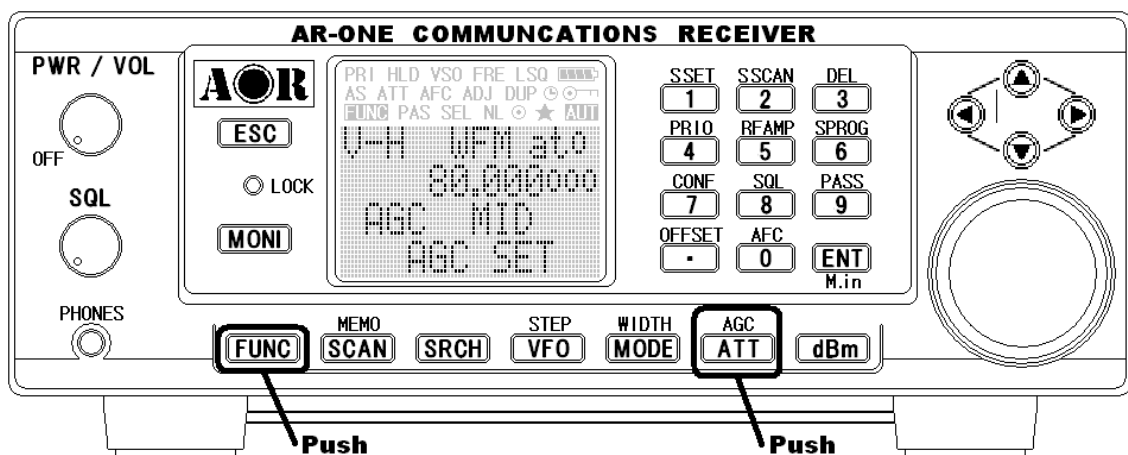 AR-ONE COMMUNCATIONS RECEIVER
PWR / VOL
OFF
SQL
PHONES
AOR
ESC
LOCK
MONI
PRI HLD VSO FRE LSQ
AS ATT AFC ADJ DUP
FUNC PAS SEL NL AUT
V-H WFM ato
80.000000
AGC MID
AGC SET
SSET SSCAN DEL
1 2 3
PRIO RFAMP SPROG
4 5 6
CONF SQL PASS
7 8 9
OFFSET AFC
. 0 ENT
M.in
MEMO STEP WIDTH AGC
FUNC SCAN SRCH VFO MODE ATT dBm
Push Push